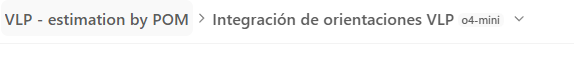 VLP - estimation by POM > Integración de orientaciones VLP o4-mini